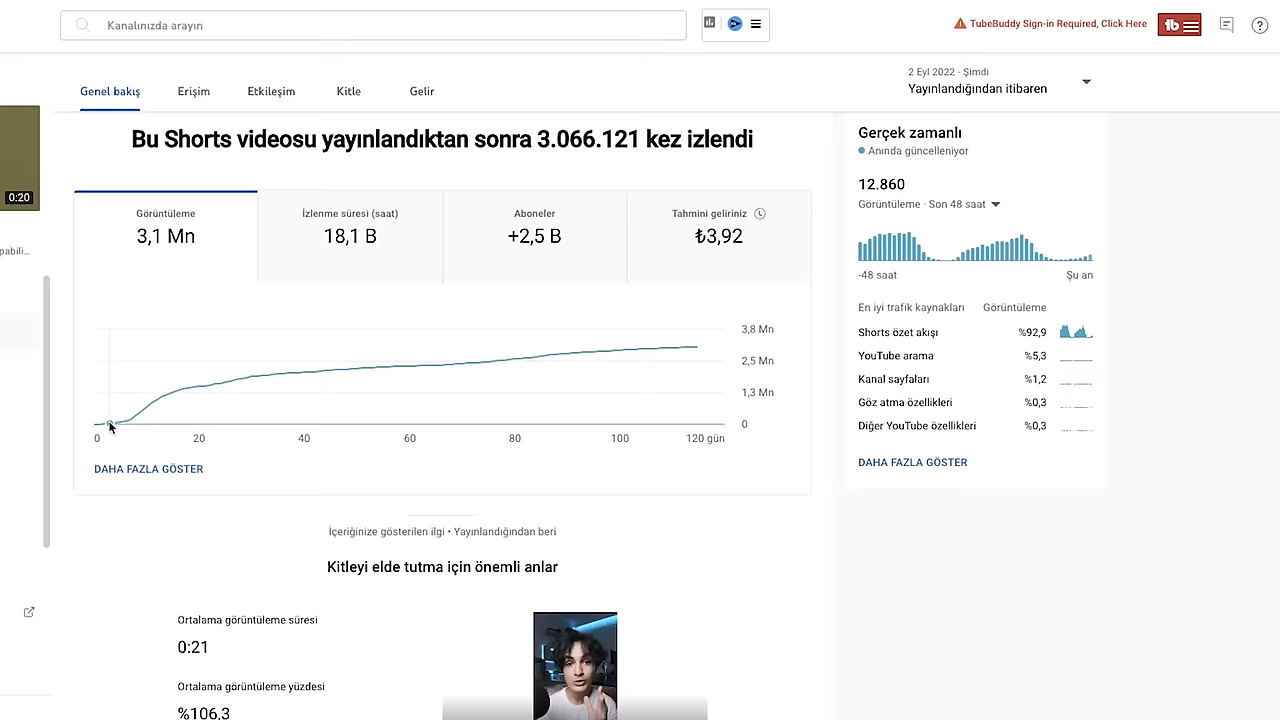 Kanalınızda arayın
TubeBuddy Sign-in Required, Click Here
tb
Genel bakış
Erişim
Etkileşim
Kitle
Gelir
2 Eyl 2022 - Şimdi
Yayınlandığından itibaren
0:20
Bu Shorts videosu yayınlandıktan sonra 3.066.121 kez izlendi
Görüntüleme
3,1 Mn
İzlenme süresi (saat)
18,1 B
Aboneler
+2,5 B
Tahmini geliriniz
₺3,92
3,8 Mn
2,5 Mn
1,3 Mn
0
0 20 40 60 80 100 120 gün
DAHA FAZLA GÖSTER
Gerçek zamanlı
Anında güncelleniyor
12.860
Görüntüleme · Son 48 saat
-48 saat
Şu an
En iyi trafik kaynakları Görüntüleme
Shorts özet akışı %92,9
YouTube arama %5,3
Kanal sayfaları %1,2
Göz atma özellikleri %0,3
Diğer YouTube özellikleri %0,3
DAHA FAZLA GÖSTER
İçeriğinize gösterilen ilgi • Yayınlandığından beri
Kitleyi elde tutma için önemli anlar
Ortalama görüntüleme süresi
0:21
Ortalama görüntüleme yüzdesi
%106,3